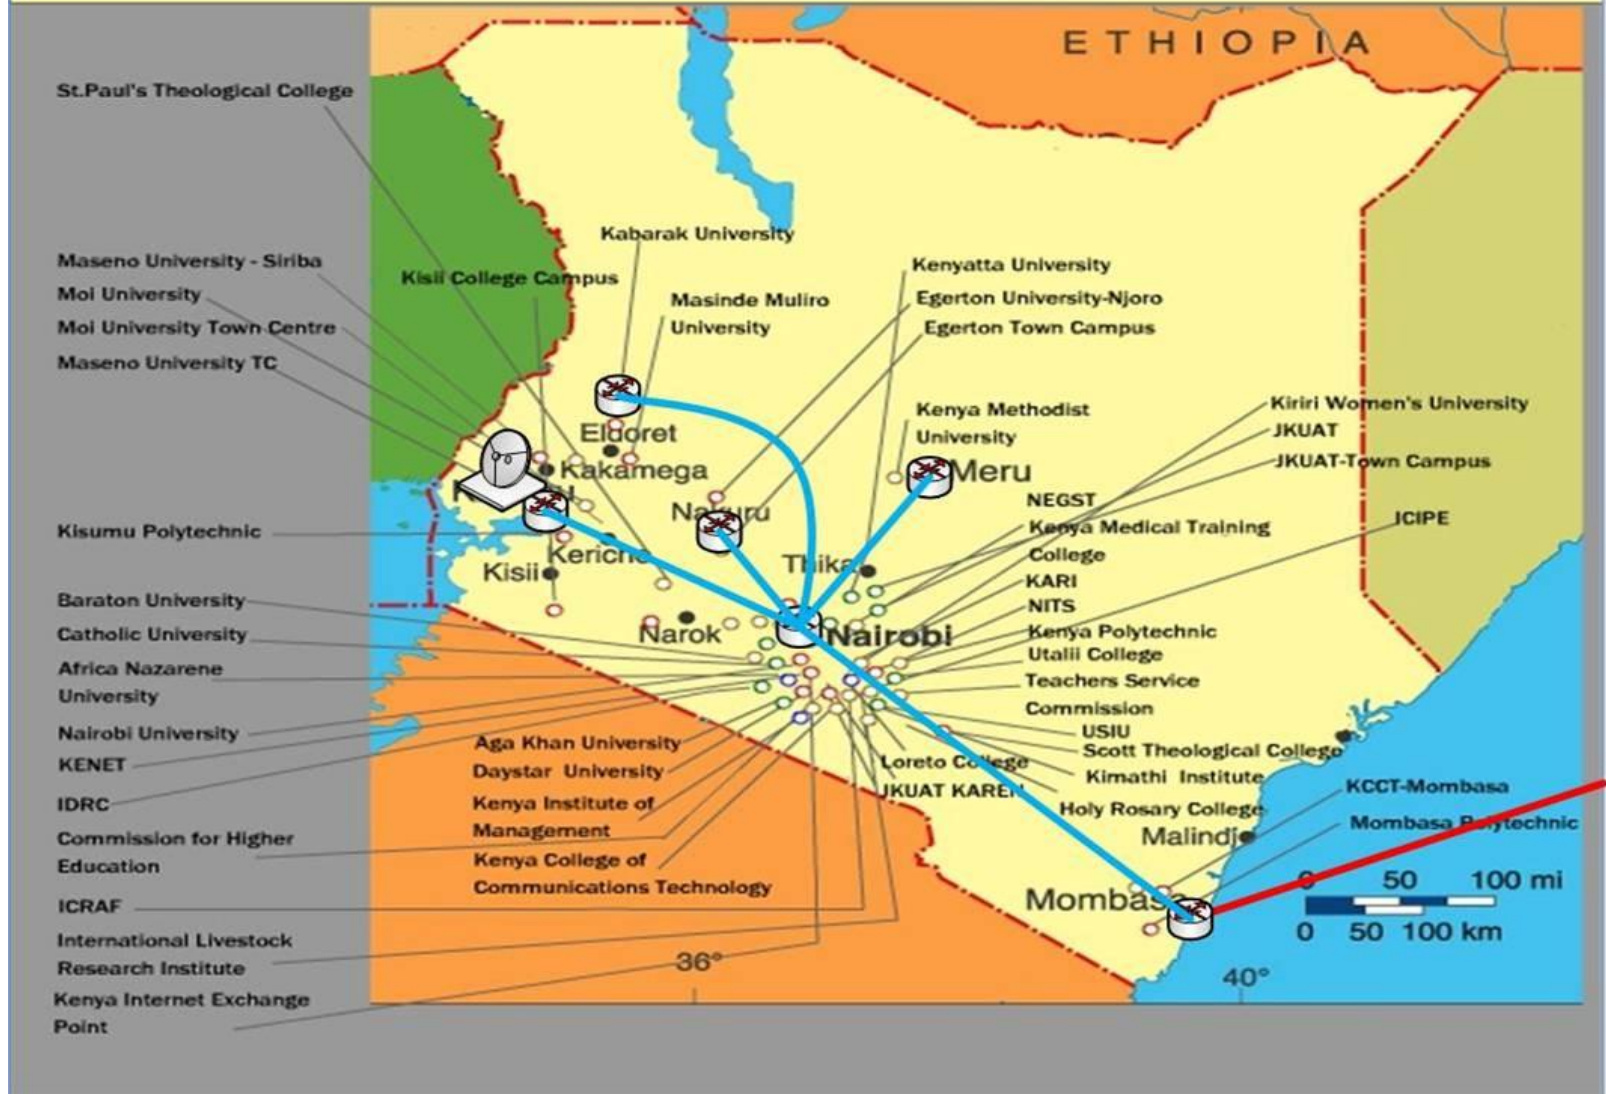 ETHIOPIA
St.Paul's Theological College
Kabarak University
Maseno University - Siriba
Kisii College Campus
Kenyatta University
Moi University
Masinde Muliro
University
Egerton University-Njoro
Moi University Town Centre
Egerton Town Campus
Maseno University TC
Kenya Methodist
University
Kiriri Women's University
JKUAT
JKUAT-Town Campus
Eldoret
Kakamega
Meru
Nakuru
NEGST
Kenya Medical Training
College
ICIPE
Kisumu Polytechnic
Kericho
Kisii
Thika
KARI
NITS
Baraton University
Catholic University
Narok
Nairobi
Kenya Polytechnic
Utalii College
Africa Nazarene
University
Teachers Service
Commission
Nairobi University
USIU
Aga Khan University
Scott Theological College
KENET
Daystar University
Loreto College
Kimathi Institute
JKUAT KAREN
KCCT-Mombasa
IDRC
Kenya Institute of
Management
Holy Rosary College
Malindi
Mombasa Polytechnic
Commission for Higher
Education
Kenya College of
Communications Technology
Mombasa
0 50 100 mi
0 50 100 km
ICRAF
International Livestock
Research Institute
36°
40°
Kenya Internet Exchange
Point